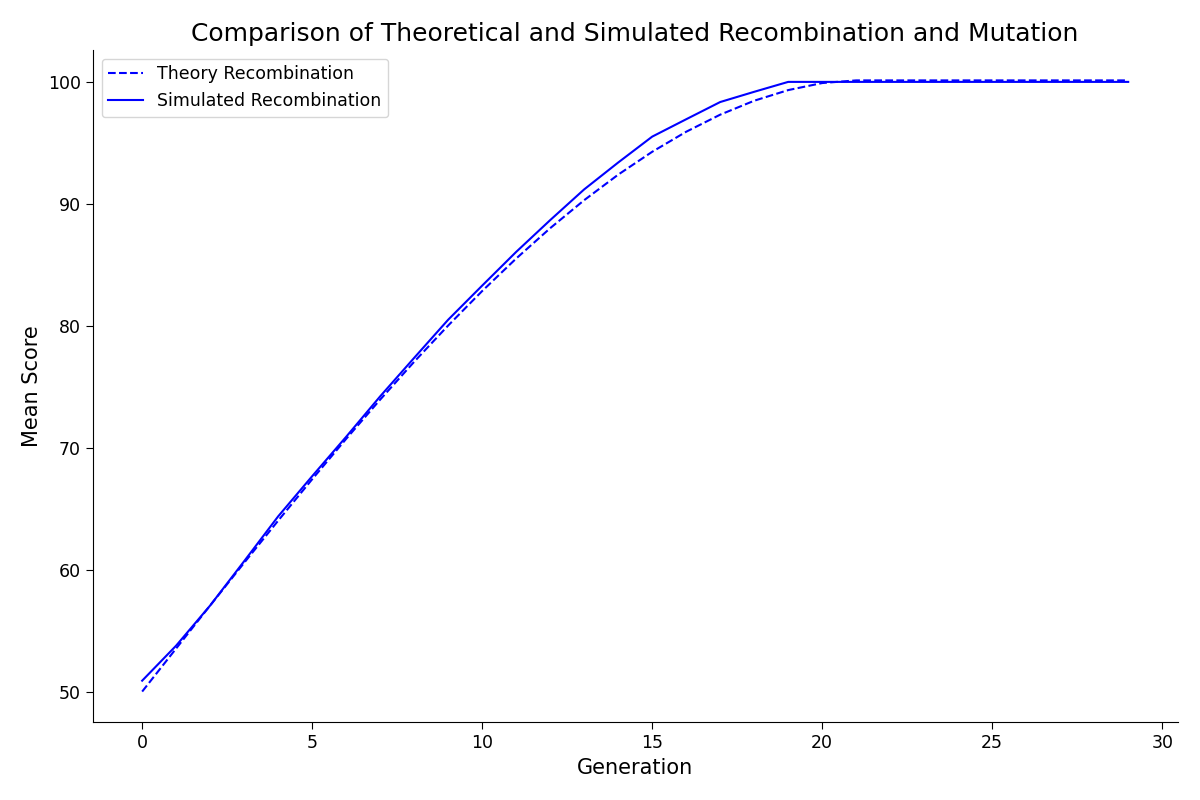 Comparison of Theoretical and Simulated Recombination and Mutation
Theory Recombination
Simulated Recombination
100
90
80
70
60
50
Mean Score
0 5 10 15 20 25 30
Generation